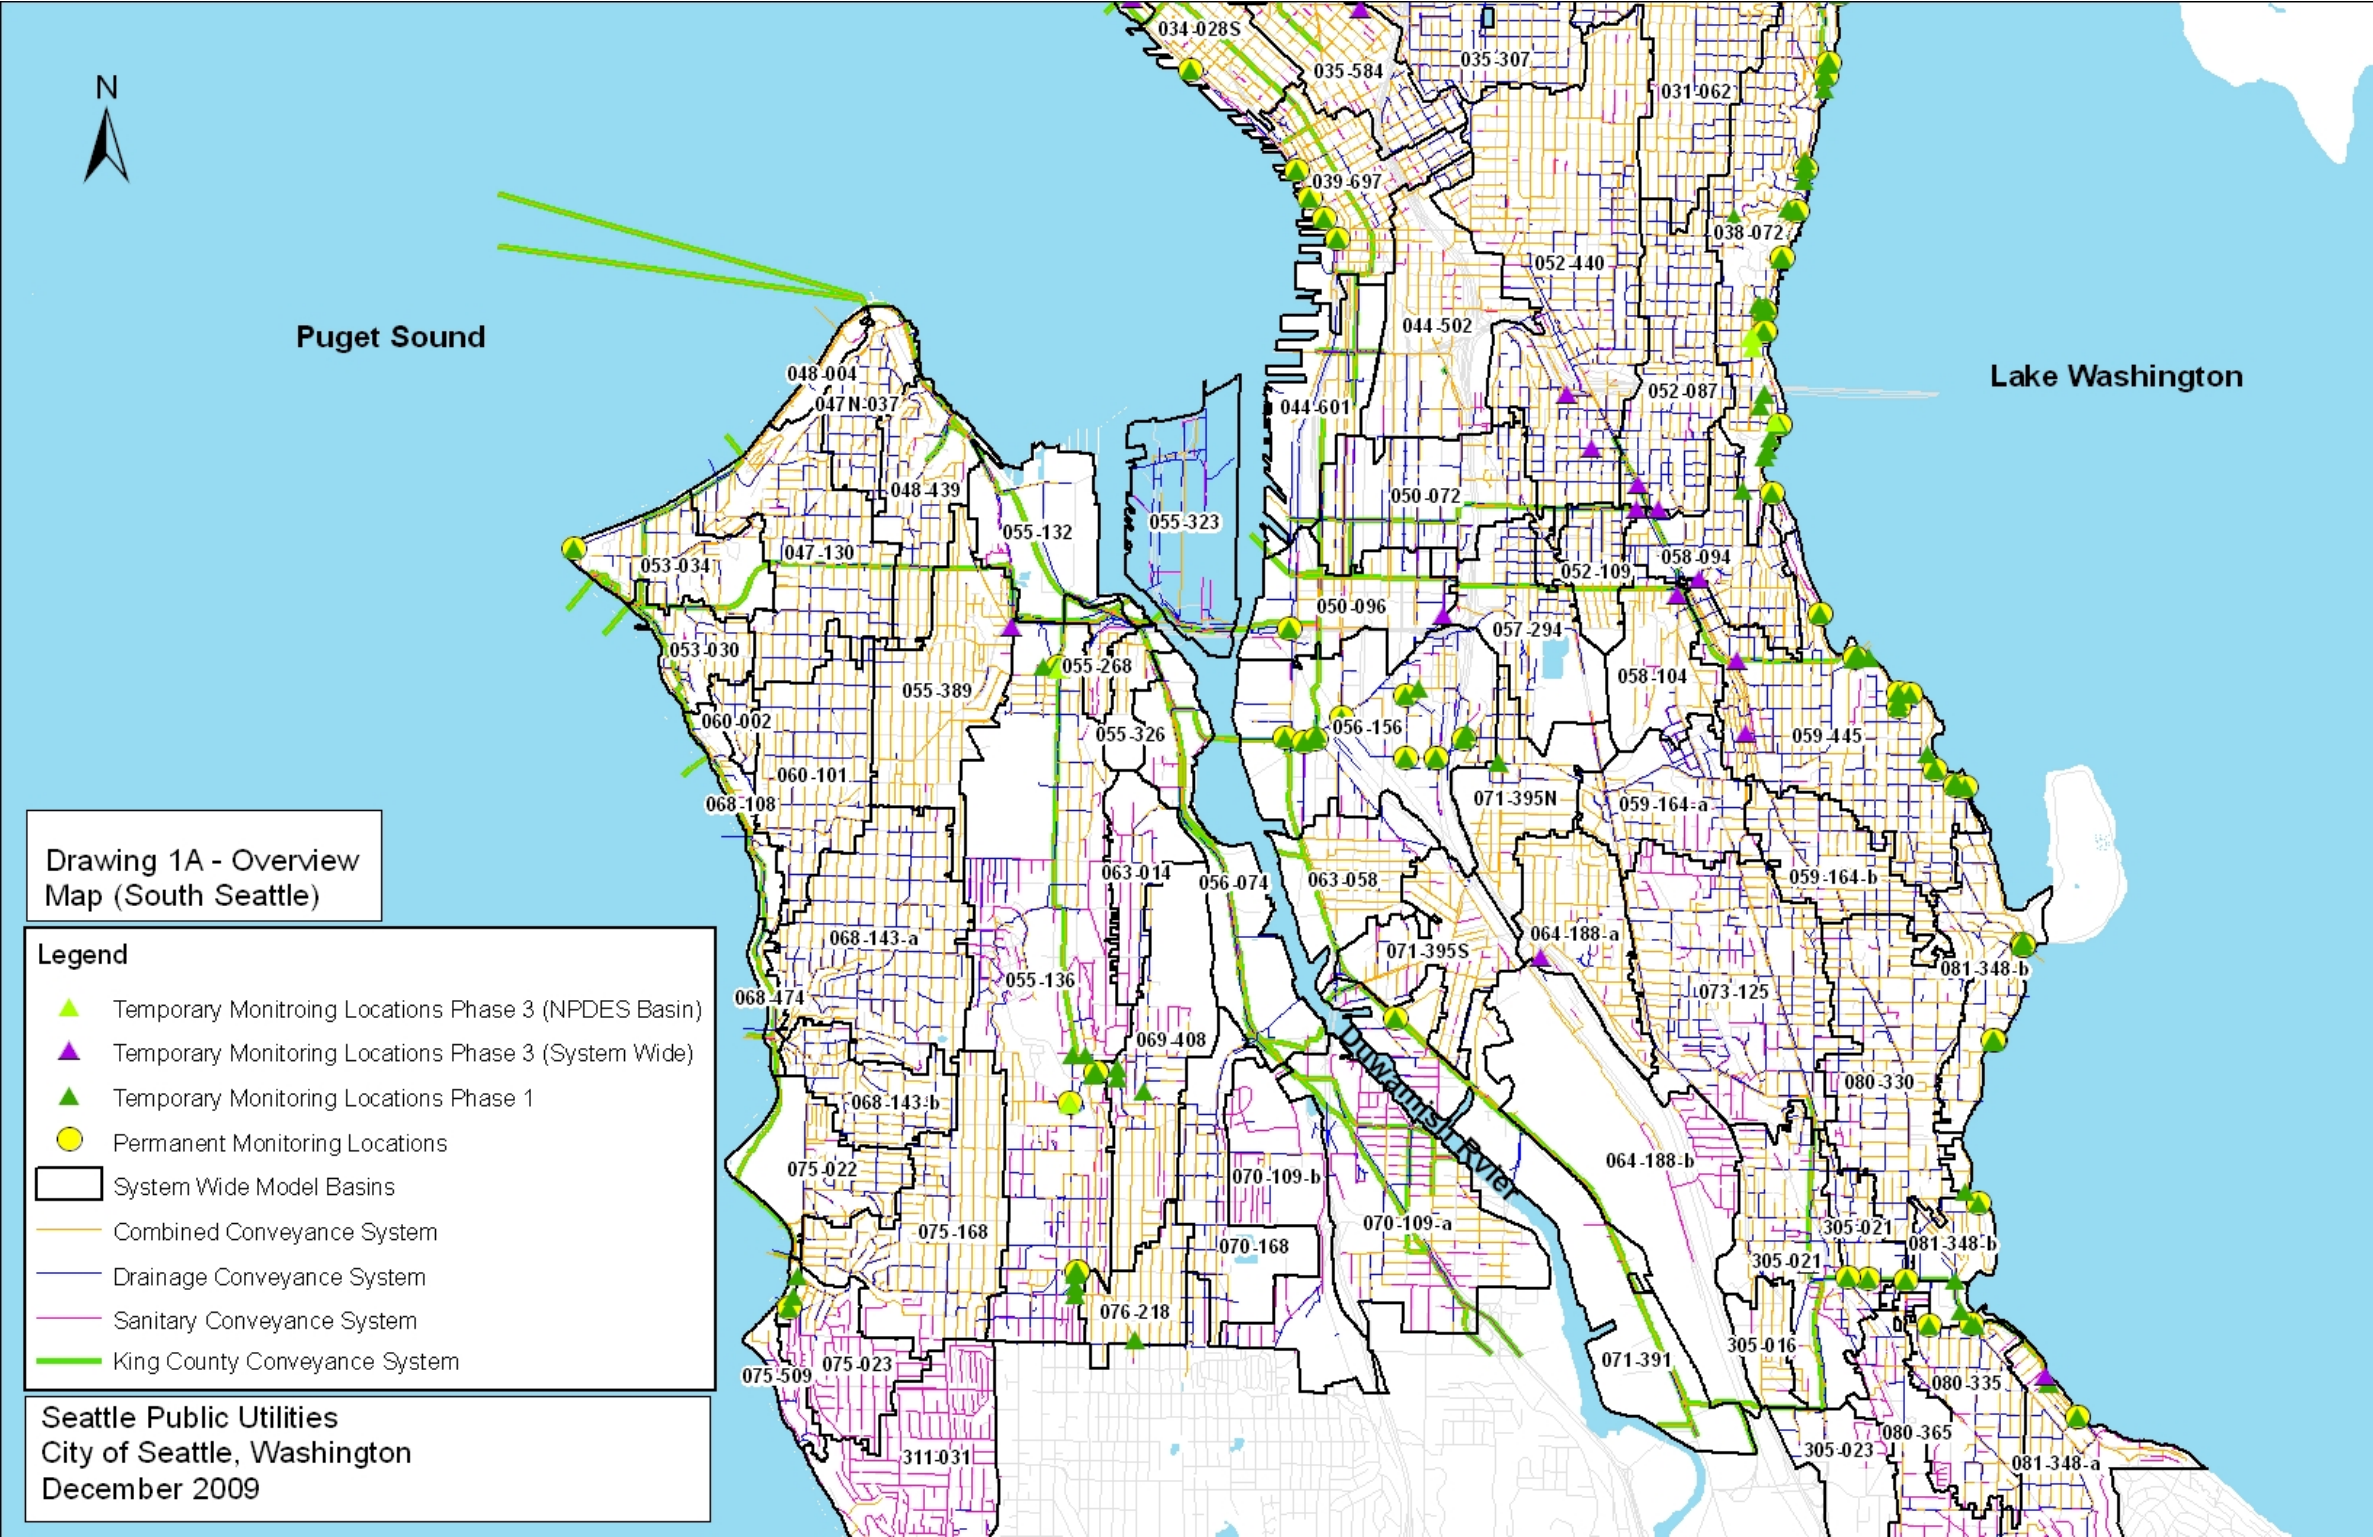 N
034-028S
035-584
035-307
031-062
039-697
038-072
052-440
Puget Sound
044-502
Lake Washington
048-004
047N-037
044-601
052-087
048-439
050-072
055-132
055-323
047-130
053-034
058-094
052-109
050-096
057-294
053-030
055-268
058-104
055-389
060-002
056-156
055-326
059-445
060-101
068-108
071-395N
059-164-a
063-014
056-074
063-058
059-164-b
068-143-a
064-188-a
071-395S
055-136
081-348-b
073-125
068-474
069-408
Duwamish Rvier
080-330
068-143-b
075-022
070-109-b
064-188-b
070-109-a
305-021
075-168
070-168
081-348-b
305-021
076-218
305-016
071-391
075-023
075-509
080-335
080-365
305-023
311-031
081-348-a
Drawing 1A - Overview
Map (South Seattle)
Legend
Temporary Monitroing Locations Phase 3 (NPDES Basin)
Temporary Monitoring Locations Phase 3 (System Wide)
Temporary Monitoring Locations Phase 1
Permanent Monitoring Locations
System Wide Model Basins
Combined Conveyance System
Drainage Conveyance System
Sanitary Conveyance System
King County Conveyance System
Seattle Public Utilities
City of Seattle, Washington
December 2009